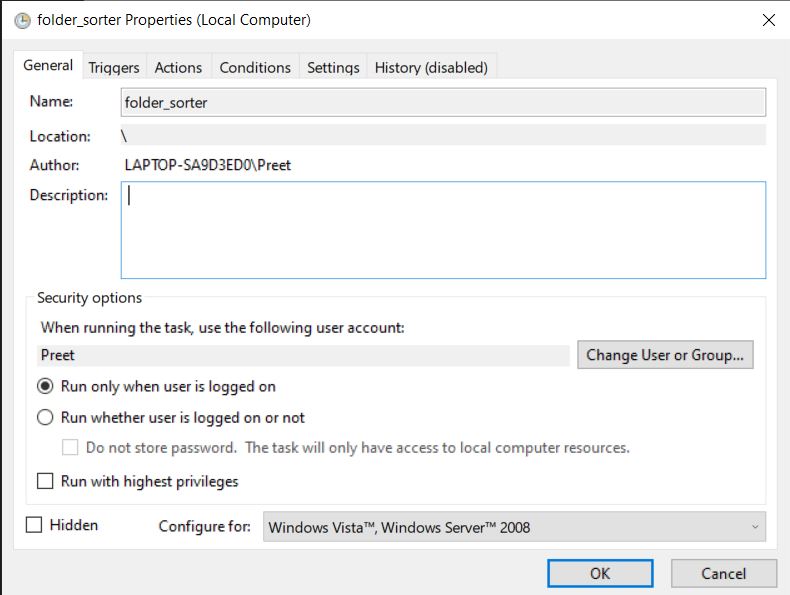 folder_sorter Properties (Local Computer)
General Triggers Actions Conditions Settings History (disabled)
Name: folder_sorter
Location: \
Author: LAPTOP-SA9D3ED0\Preet
Description:
Security options
When running the task, use the following user account:
Preet Change User or Group...
Run only when user is logged on
Run whether user is logged on or not
Do not store password. The task will only have access to local computer resources.
Run with highest privileges
Hidden Configure for: Windows Vista™, Windows Server™ 2008
OK Cancel